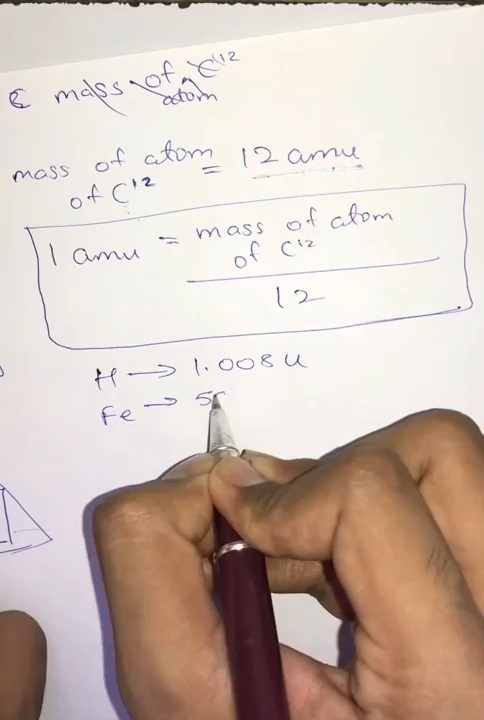 mass of C12
atom
mass of atom = 12 amu
of C12
1 amu = mass of atom
of C12
12
H → 1.008 u
Fe → 55